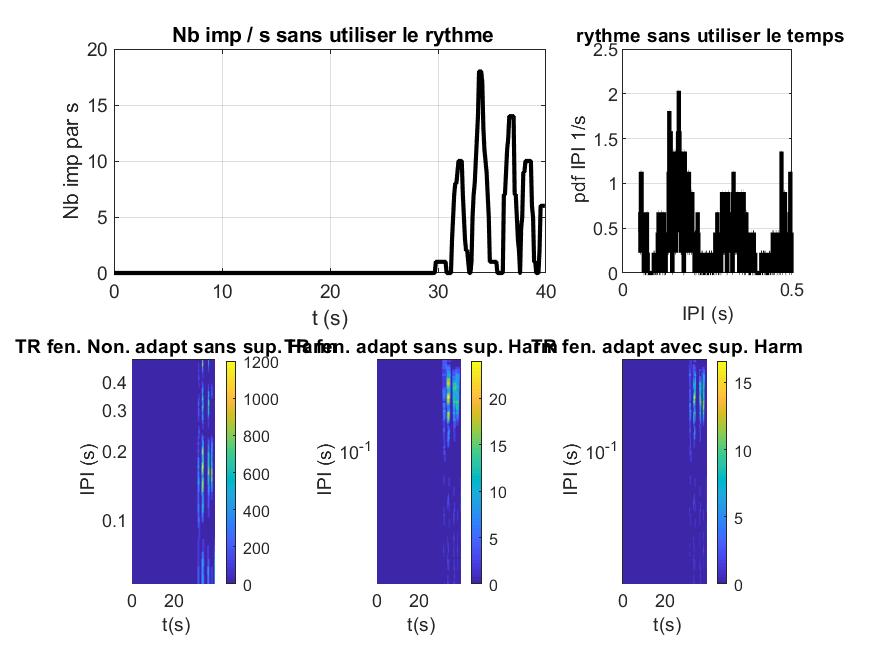 Nb imp / s sans utiliser le rythme
20
15
10
5
0
Nb imp par s
0 10 20 30 40
t (s)
rythme sans utiliser le temps
2.5
2
1.5
1
0.5
0
pdf IPI 1/s
0 0.5
IPI (s)
TR fen. Non. adapt sans sup. Harm
0.4
0.3
0.2
0.1
IPI (s)
0 20
t(s)
1200
1000
800
600
400
200
0
TR fen. adapt sans sup. Harm
10-1
IPI (s)
0 20
t(s)
20
15
10
5
0
TR fen. adapt avec sup. Harm
10-1
IPI (s)
0 20
t(s)
15
10
5
0